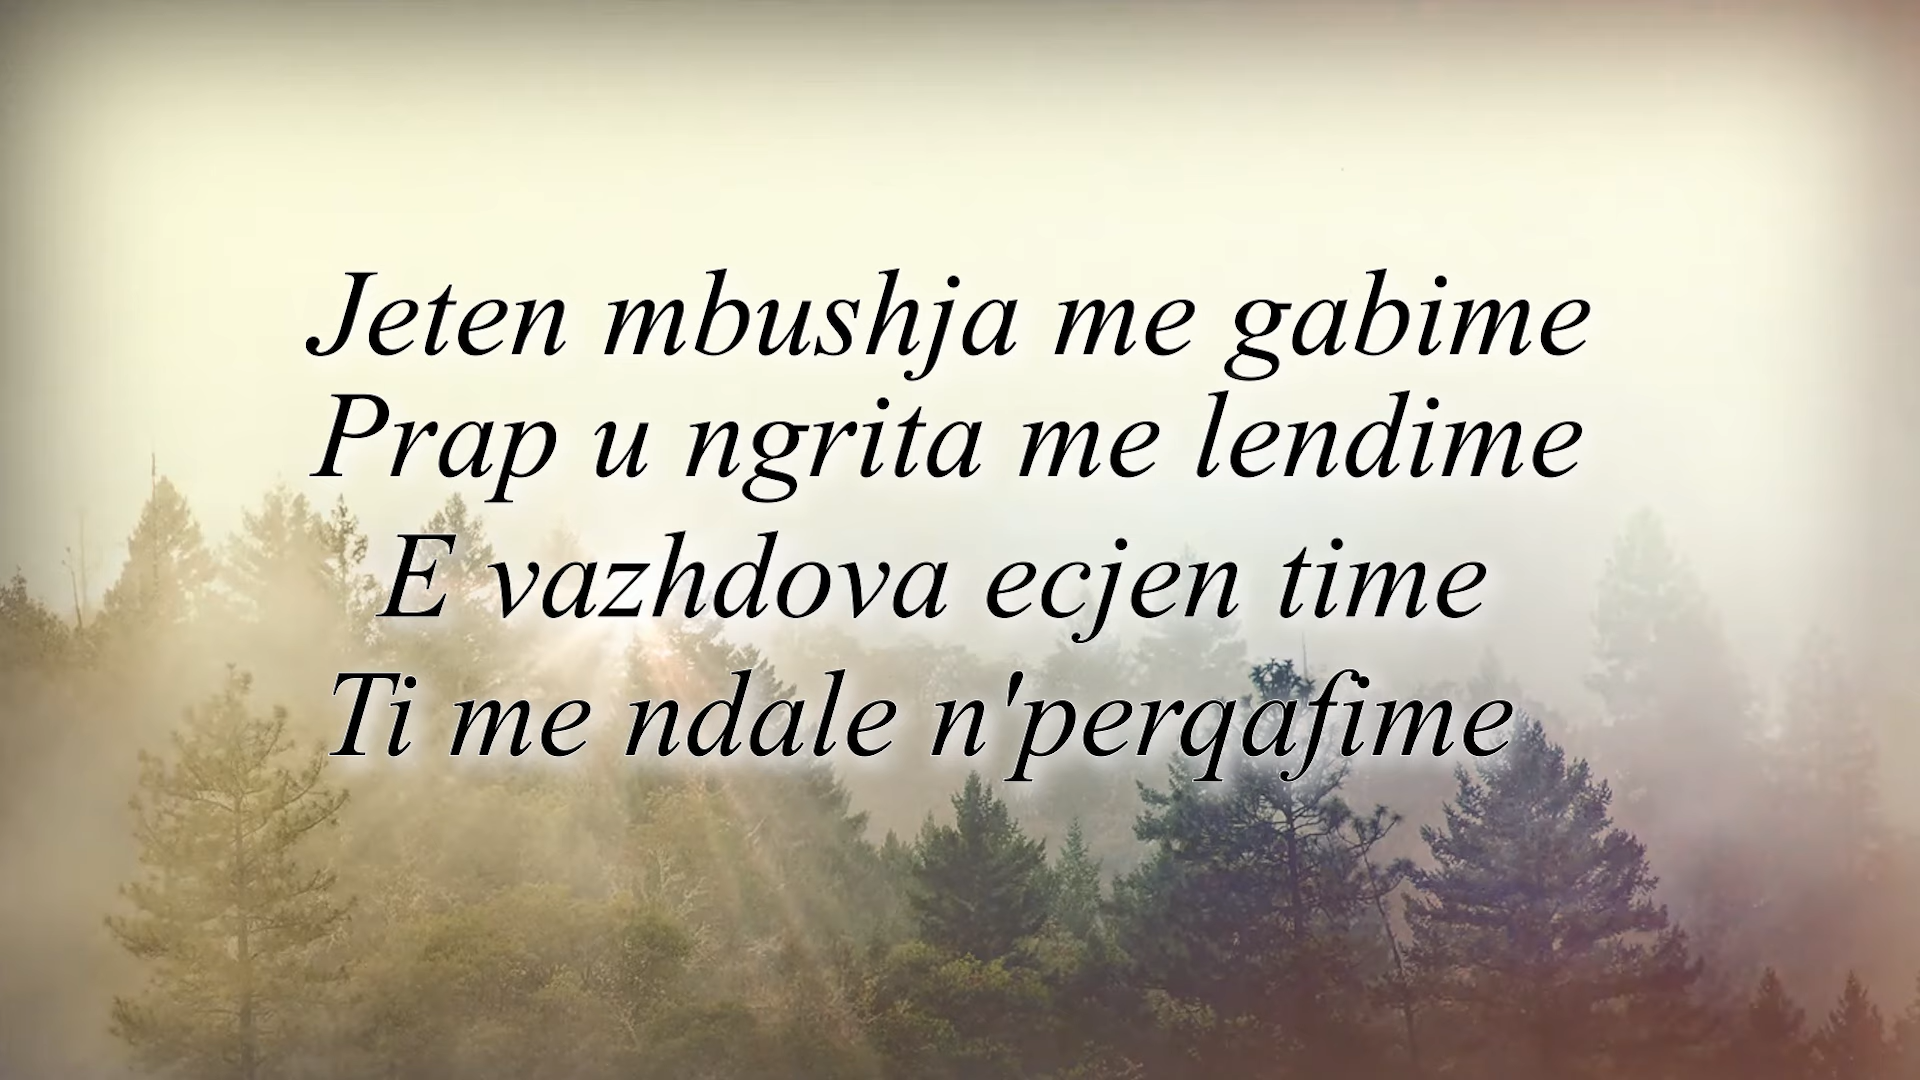 Jeten mbushja me gabime
Prap u ngrita me lendime
E vazhdova ecjen time
Ti me ndale n'perqafime